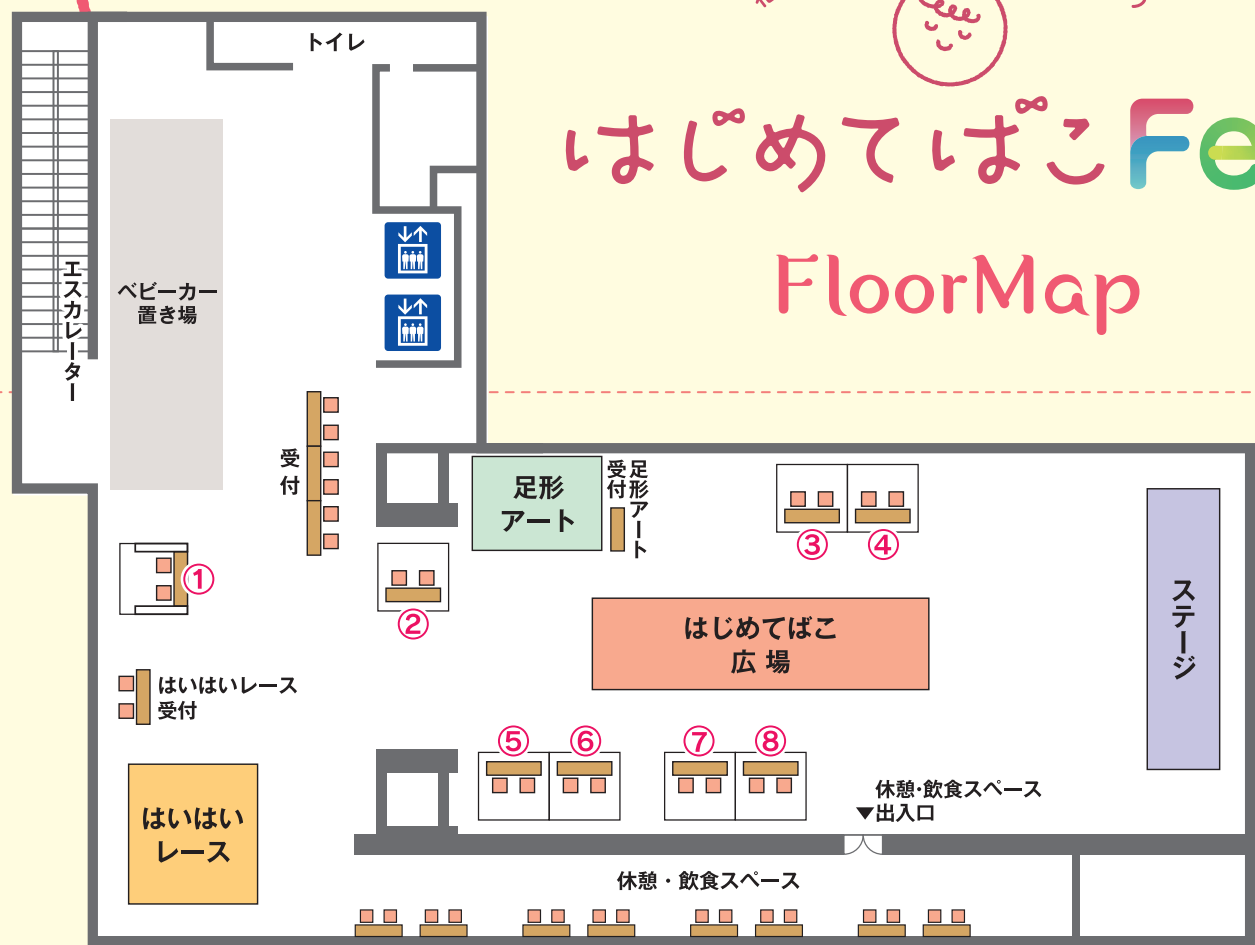 トイレ
はじめてばこFe
FloorMap
エスカレーター
ベビーカー
置き場
受付
足形
アート
足形アート
受付
③
④
①
②
ステージ
はじめてばこ
広場
はいはいレース
受付
⑤
⑥
⑦
⑧
休憩・飲食スペース
▼出入口
はいはい
レース
休憩・飲食スペース